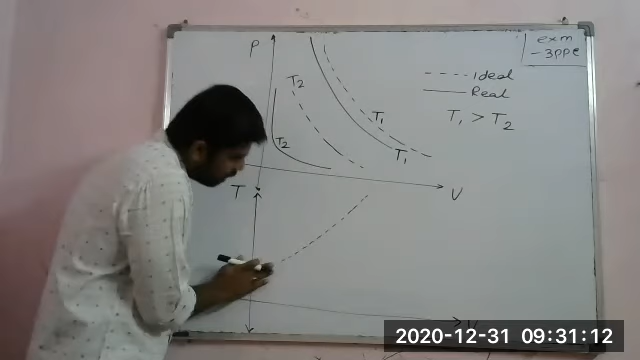 exm
-3ppe
P
Ideal
Real
T1 > T2
T2
T1
T2
T1
V
T
V
2020-12-31 09:31:12